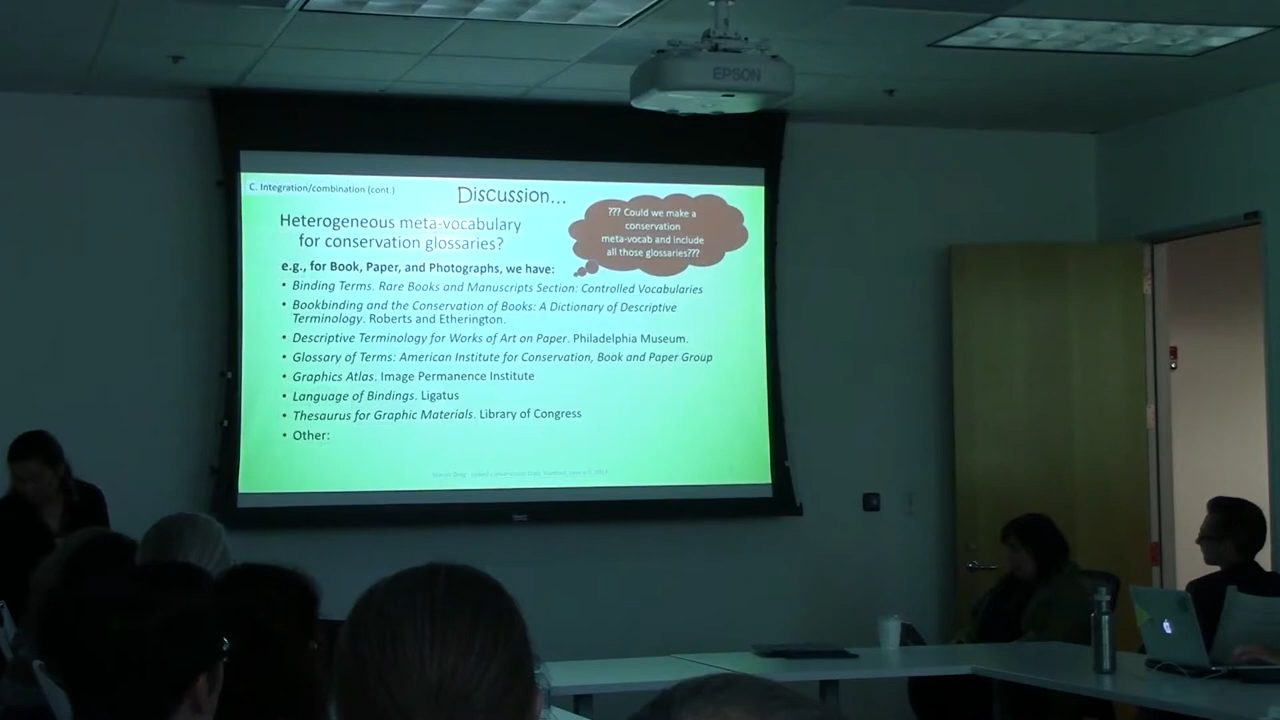 EPSON
C. Integration/combination (cont.)
Discussion...
Heterogeneous meta-vocabulary
for conservation glossaries?
??? Could we make a
conservation
meta-vocab and include
all those glossaries???
e.g., for Book, Paper, and Photographs, we have:
• Binding Terms. Rare Books and Manuscripts Section: Controlled Vocabularies
• Bookbinding and the Conservation of Books: A Dictionary of Descriptive
Terminology. Roberts and Etherington.
• Descriptive Terminology for Works of Art on Paper. Philadelphia Museum.
• Glossary of Terms: American Institute for Conservation, Book and Paper Group
• Graphics Atlas. Image Permanence Institute
• Language of Bindings. Ligatus
• Thesaurus for Graphic Materials. Library of Congress
• Other: